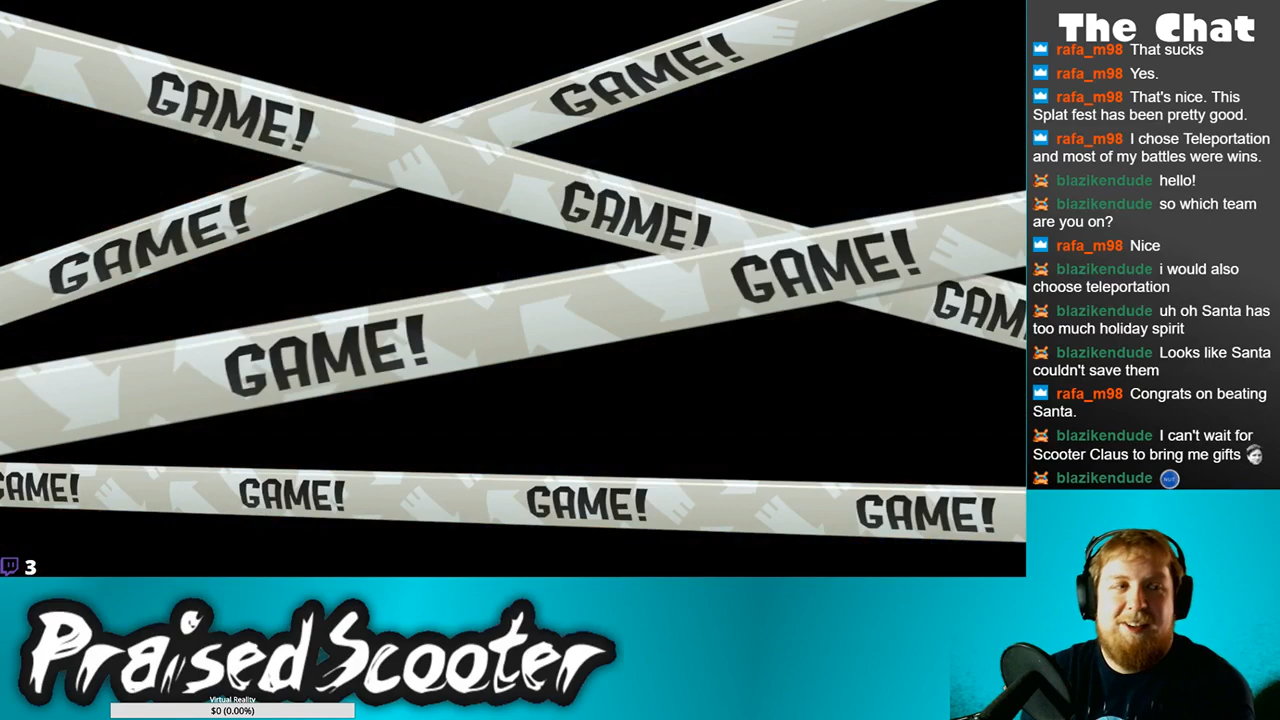 GAME!
GAME!
GAME!
GAME!
GAME!
GAME!
GAME!
GAME!
GAME!
GAME!
GAME!
3
PraisedScooter
Virtual Reality
$0 (0.00%)
The Chat
rafa_m98 That sucks
rafa_m98 Yes.
rafa_m98 That's nice. This
Splat fest has been pretty good.
rafa_m98 I chose Teleportation
and most of my battles were wins.
blazikendude hello!
blazikendude so which team
are you on?
rafa_m98 Nice
blazikendude i would also
choose teleportation
blazikendude uh oh Santa has
too much holiday spirit
blazikendude Looks like Santa
couldn't save them
rafa_m98 Congrats on beating
Santa.
blazikendude I can't wait for
Scooter Claus to bring me gifts
blazikendude NUT